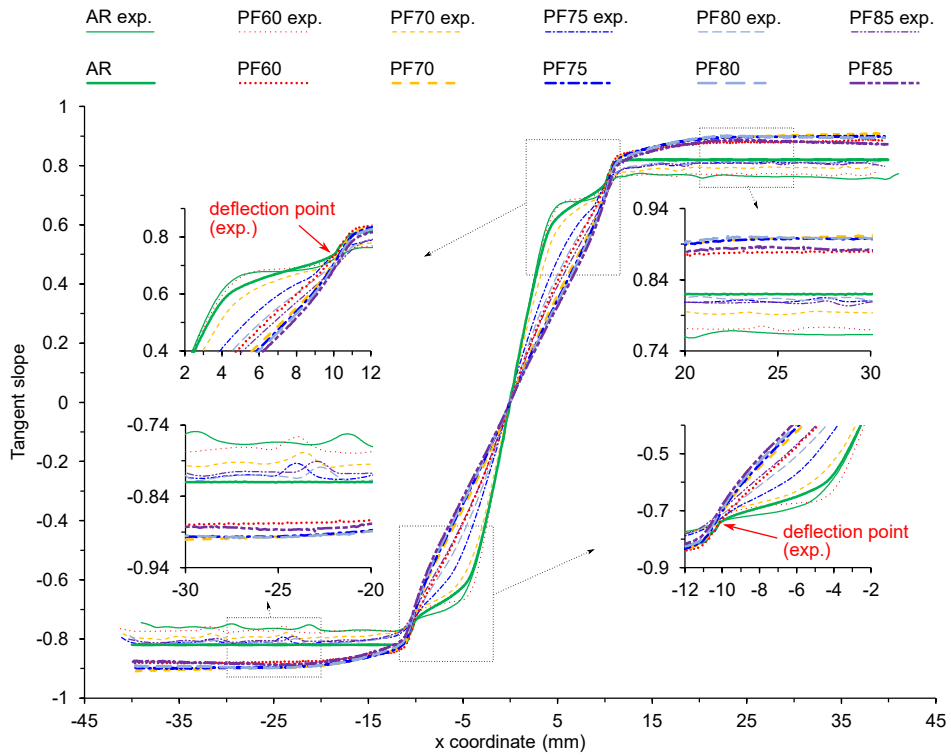 AR exp. PF60 exp. PF70 exp. PF75 exp. PF80 exp. PF85 exp.
AR PF60 PF70 PF75 PF80 PF85
Tangent slope
1
0.8
0.6
0.4
0.2
0
-0.2
-0.4
-0.6
-0.8
-1
-45 -35 -25 -15 -5 5 15 25 35 45
x coordinate (mm)
deflection point
(exp.)
0.8
0.6
0.4
2 4 6 8 10 12
0.94
0.84
0.74
20 25 30
-0.74
-0.84
-0.94
-30 -25 -20
-0.5
-0.7
-0.9
deflection point
(exp.)
-12 -10 -8 -6 -4 -2